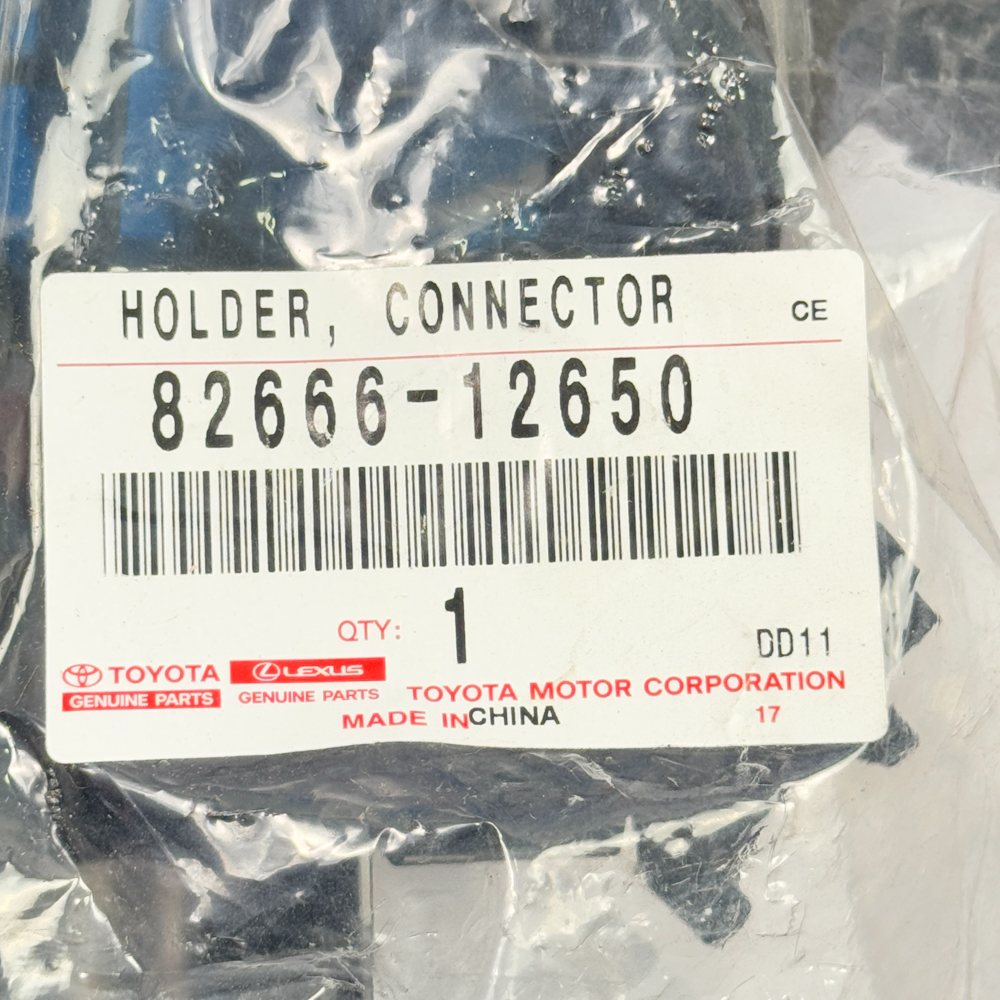 HOLDER, CONNECTOR CE
82666-12650
QTY: 1
DD11
TOYOTA LEXUS
GENUINE PARTS GENUINE PARTS TOYOTA MOTOR CORPORATION
MADE IN CHINA 17